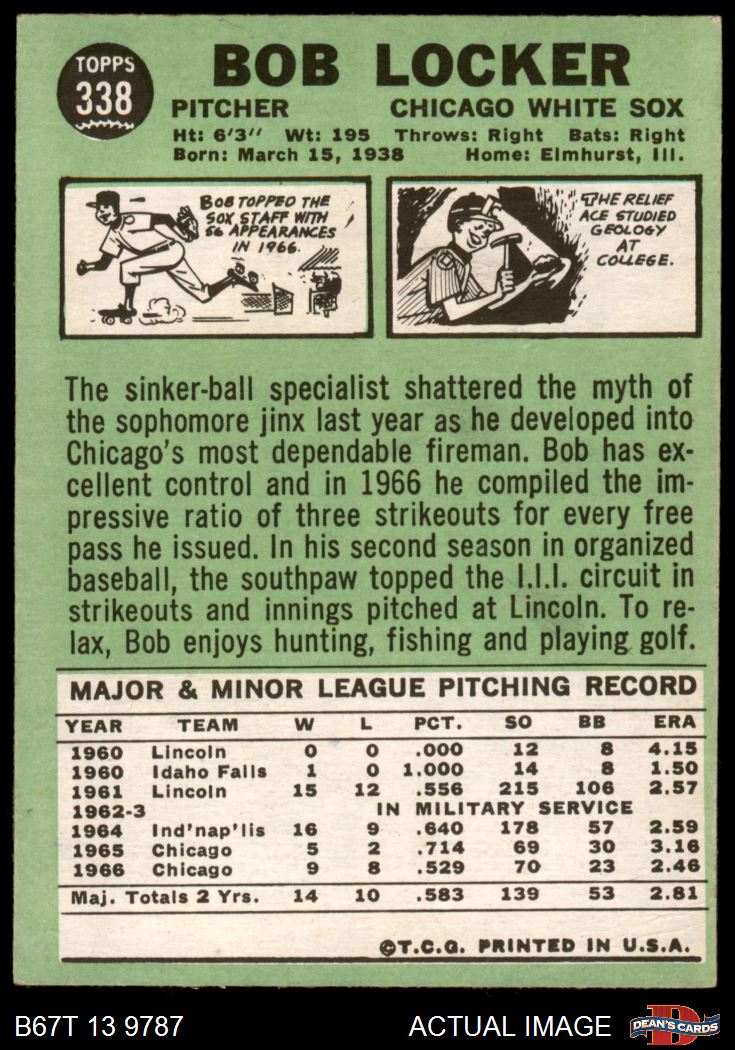 TOPPS
338
BOB LOCKER
PITCHER CHICAGO WHITE SOX
Ht: 6'3" Wt: 195 Throws: Right Bats: Right
Born: March 15, 1938 Home: Elmhurst, Ill.
BOB TOPPED THE
SOX STAFF WITH
56 APPEARANCES
IN 1966.
THE RELIEF
ACE STUDIED
GEOLOGY
AT
COLLEGE.
The sinker-ball specialist shattered the myth of
the sophomore jinx last year as he developed into
Chicago's most dependable fireman. Bob has ex-
cellent control and in 1966 he compiled the im-
pressive ratio of three strikeouts for every free
pass he issued. In his second season in organized
baseball, the southpaw topped the I.I.I. circuit in
strikeouts and innings pitched at Lincoln. To re-
lax, Bob enjoys hunting, fishing and playing golf.
MAJOR & MINOR LEAGUE PITCHING RECORD
YEAR TEAM W L PCT. SO BB ERA
1960 Lincoln 0 0 .000 12 8 4.15
1960 Idaho Falls 1 0 1.000 14 8 1.50
1961 Lincoln 15 12 .556 215 106 2.57
1962-3 IN MILITARY SERVICE
1964 Ind'nap'lis 16 9 .640 178 57 2.59
1965 Chicago 5 2 .714 69 30 3.16
1966 Chicago 9 8 .529 70 23 2.46
Maj. Totals 2 Yrs. 14 10 .583 139 53 2.81
©T.C.G. PRINTED IN U.S.A.
B67T 13 9787 ACTUAL IMAGE DEAN'S CARDS